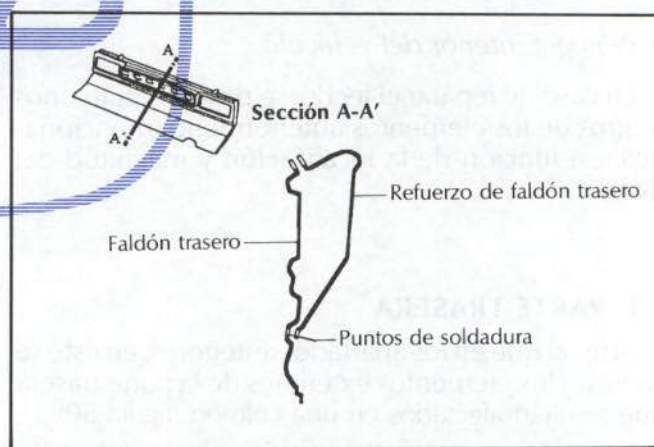 A
A'
Sección A-A'
Refuerzo de faldón trasero
Faldón trasero
Puntos de soldadura